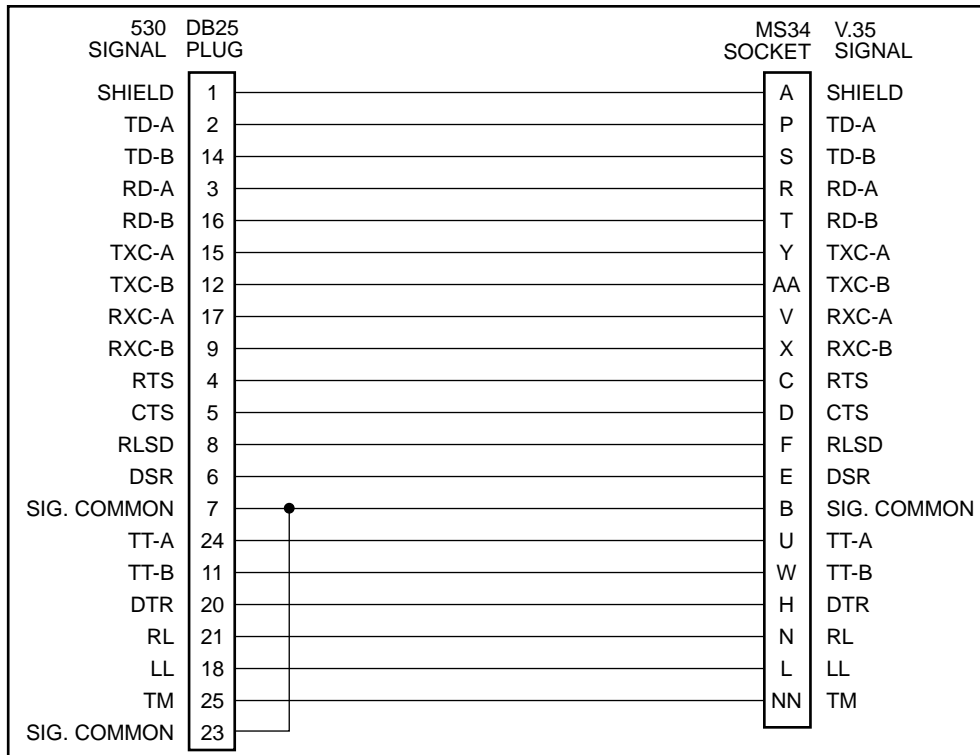 530 DB25 MS34 V.35
SIGNAL PLUG SOCKET SIGNAL
SHIELD 1 A SHIELD
TD-A 2 P TD-A
TD-B 14 S TD-B
RD-A 3 R RD-A
RD-B 16 T RD-B
TXC-A 15 Y TXC-A
TXC-B 12 AA TXC-B
RXC-A 17 V RXC-A
RXC-B 9 X RXC-B
RTS 4 C RTS
CTS 5 D CTS
RLSD 8 F RLSD
DSR 6 E DSR
SIG. COMMON 7 B SIG. COMMON
TT-A 24 U TT-A
TT-B 11 W TT-B
DTR 20 H DTR
RL 21 N RL
LL 18 L LL
TM 25 NN TM
SIG. COMMON 23